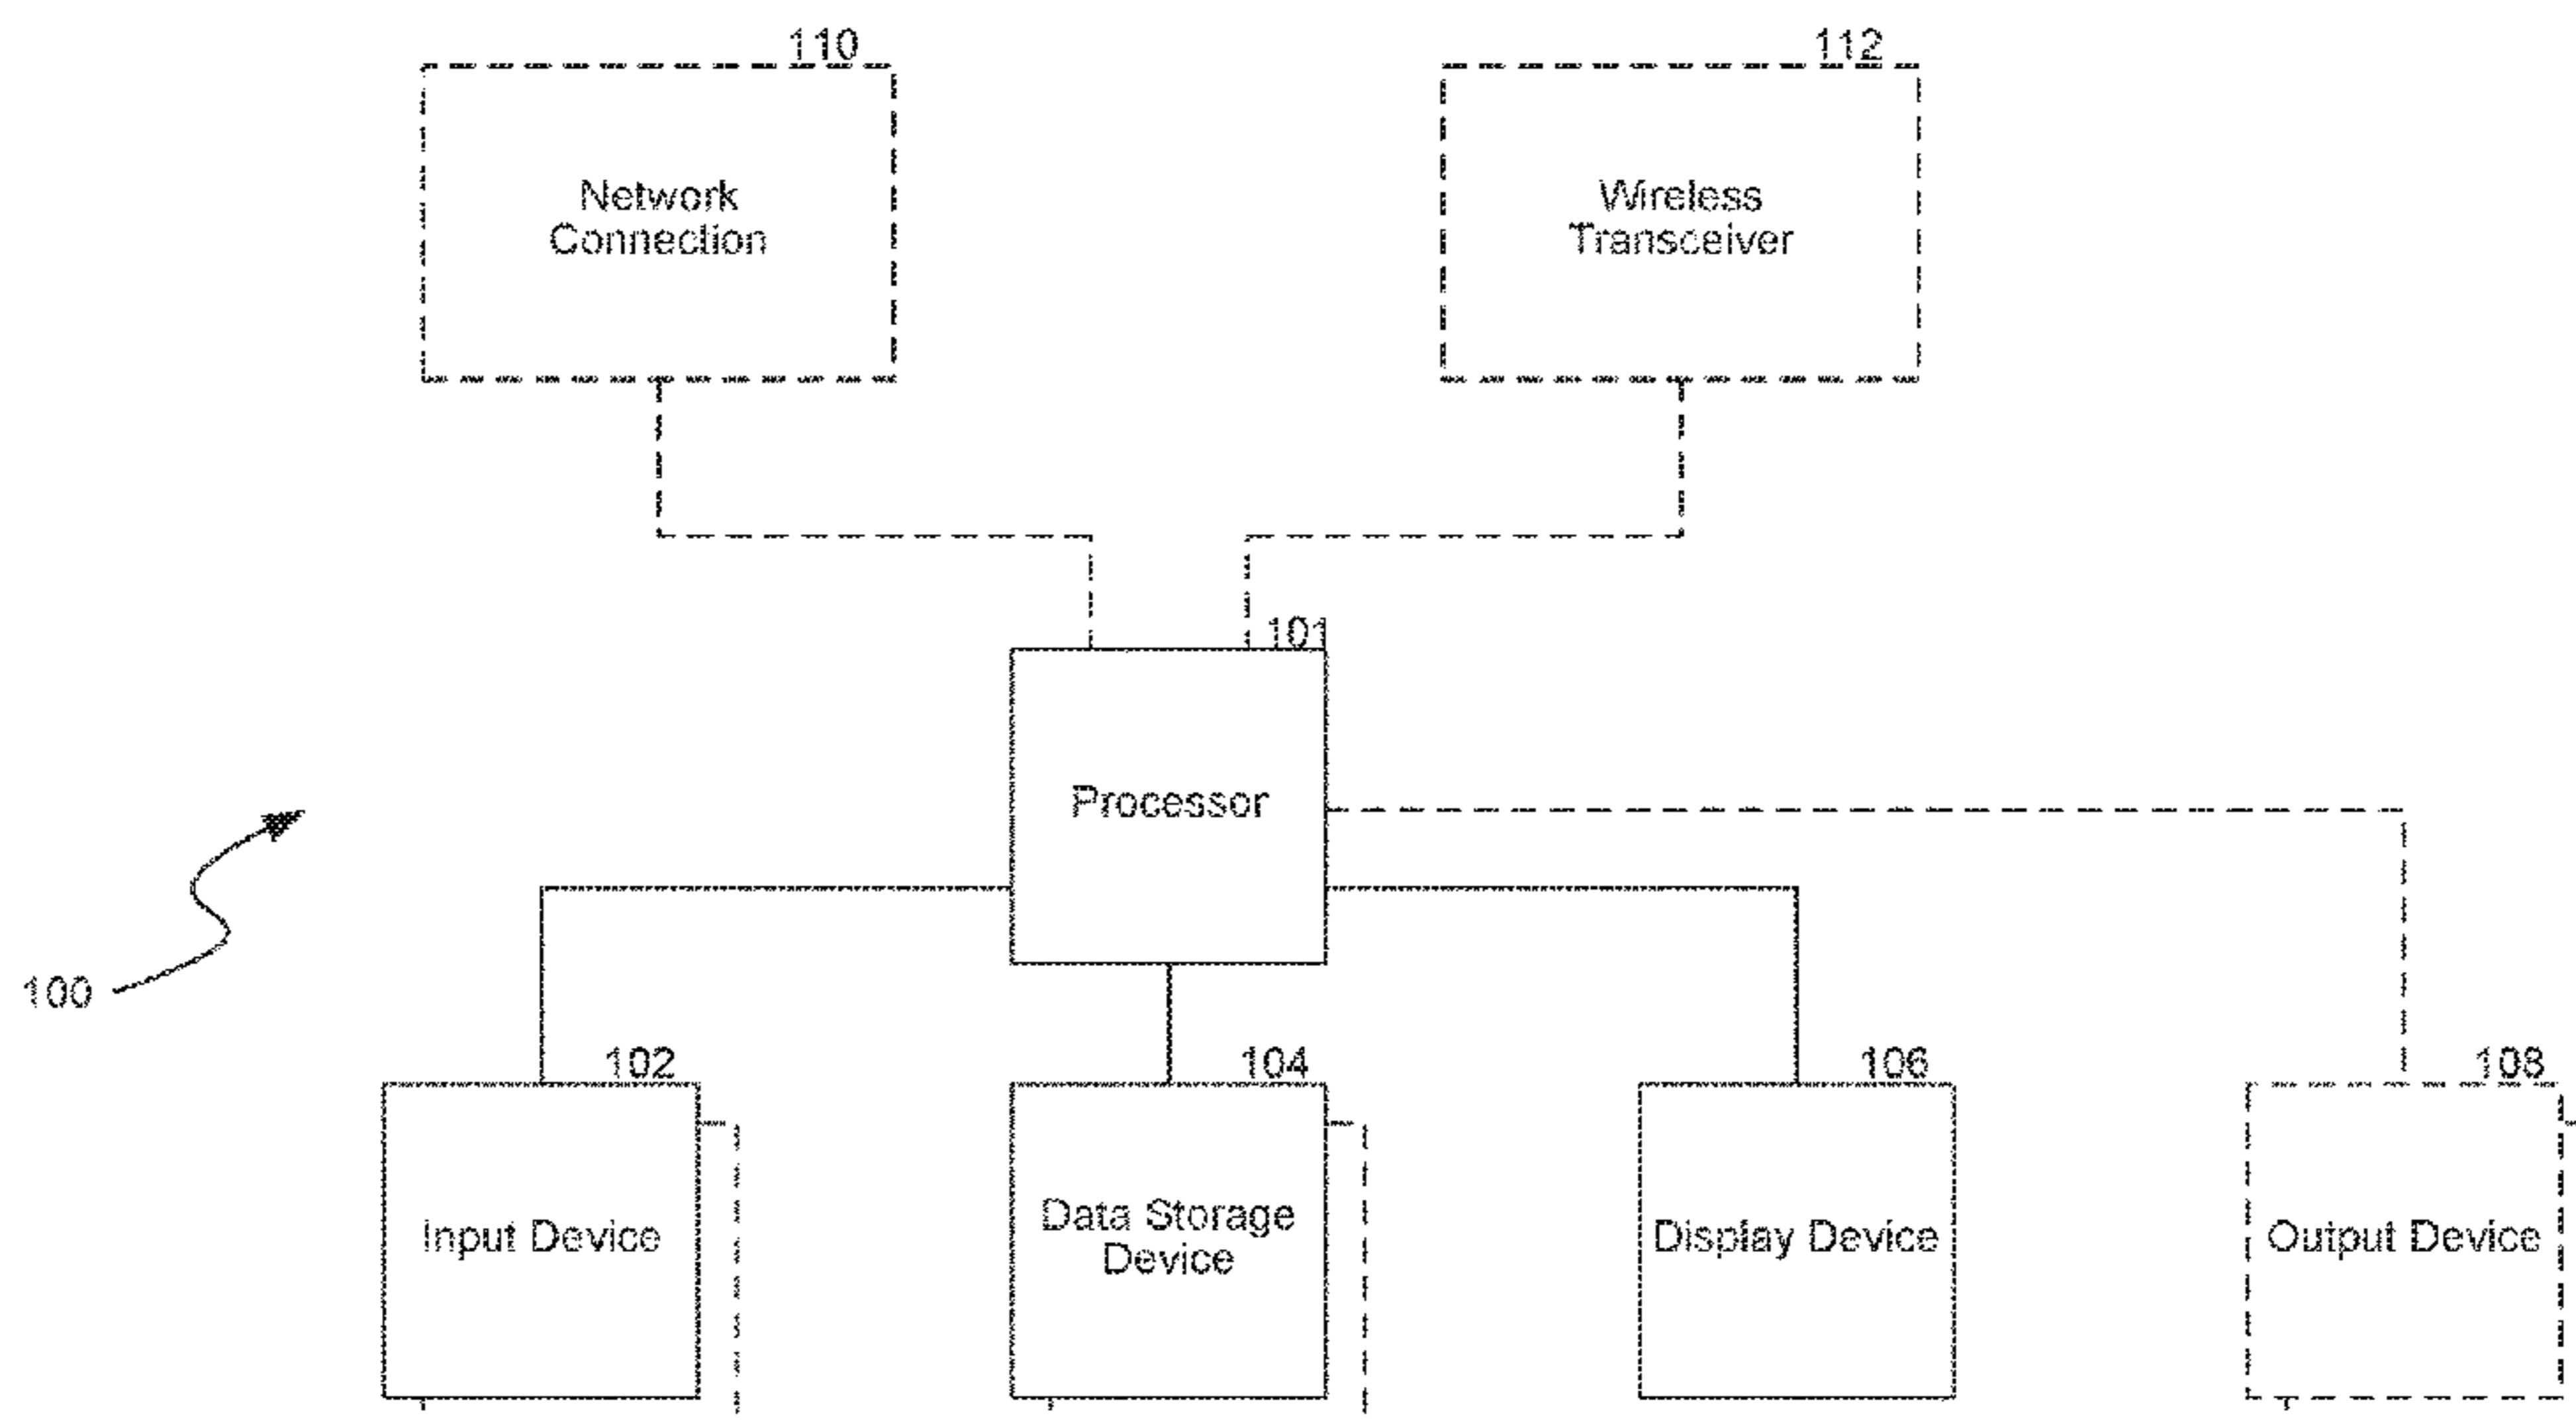 110
Network
Connection
112
Wireless
Transceiver
101
Processor
100
102
Input Device
104
Data Storage
Device
106
Display Device
108
Output Device